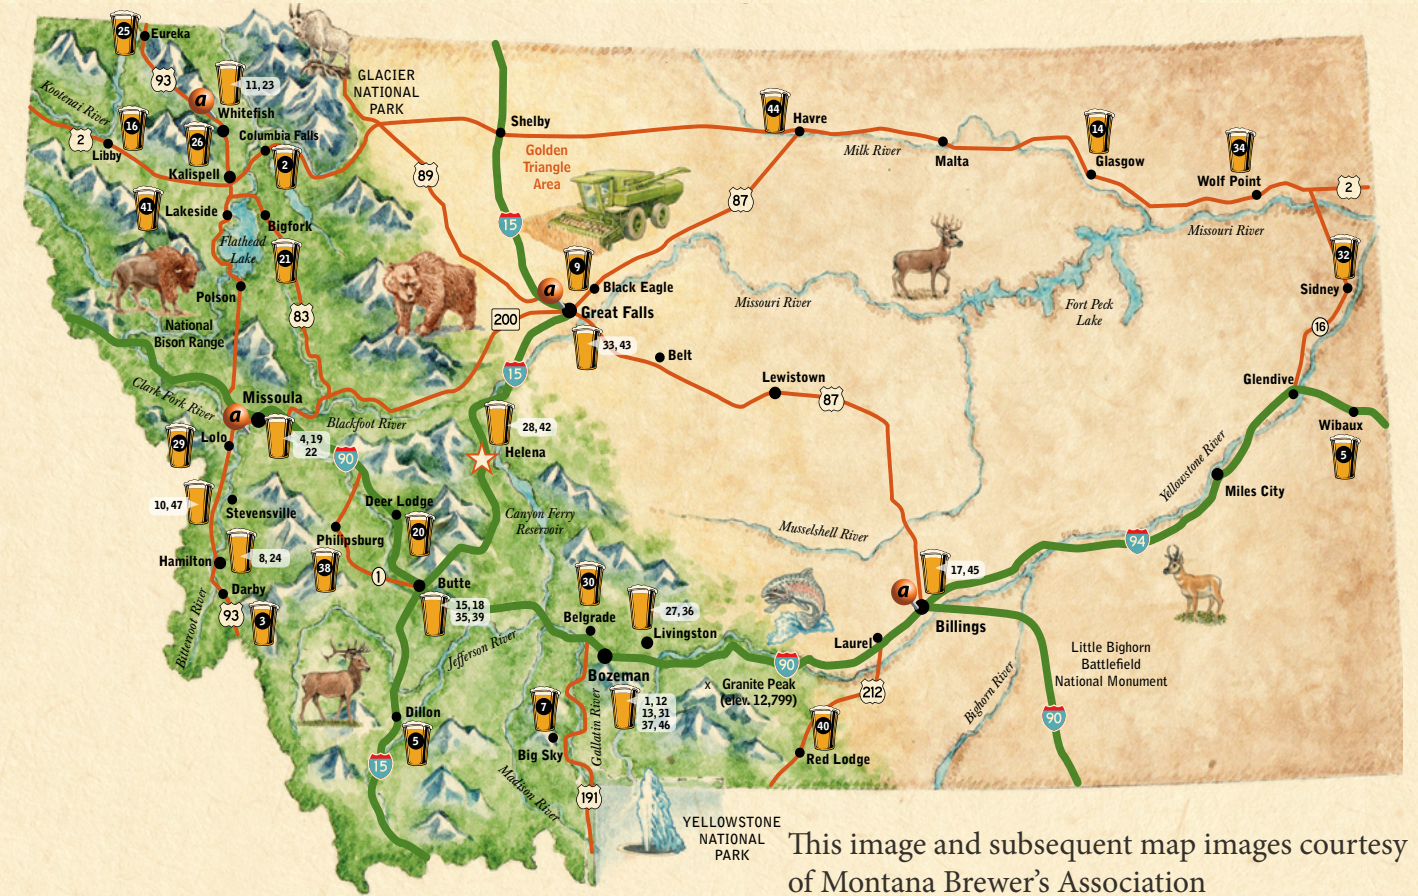 25
Eureka
93
11, 23
a
Whitefish
GLACIER
NATIONAL
PARK
Kootenai River
16
2
Libby
26
Columbia Falls
2
Kalispell
41
Lakeside
Bigfork
Flathead
Lake
21
Polson
National
Bison Range
83
89
Shelby
Golden
Triangle
Area
15
87
44
Havre
Milk River
Malta
14
Glasgow
34
Wolf Point
2
Missouri River
32
Sidney
16
9
a
Black Eagle
Great Falls
200
33, 43
15
Belt
Missouri River
Fort Peck
Lake
Lewistown
87
Glendive
Wibaux
5
Clark Fork River
a
Missoula
4, 19
22
Blackfoot River
29
Lolo
90
28, 42
Helena
10, 47
Stevensville
Deer Lodge
20
Philipsburg
38
Canyon Ferry
Reservoir
Musselshell River
Yellowstone River
Miles City
94
Hamilton
8, 24
Darby
93
3
Bitterroot River
1
Butte
15, 18
35, 39
Jefferson River
30
Belgrade
27, 36
Livingston
Bozeman
1, 12
13, 31
37, 46
a
17, 45
Billings
Laurel
90
x
Granite Peak
(elev. 12,799)
212
40
Red Lodge
Bighorn River
Little Bighorn
Battlefield
National Monument
90
Dillon
5
15
7
Big Sky
Gallatin River
Madison River
191
YELLOWSTONE
NATIONAL
PARK
This image and subsequent map images courtesy
of Montana Brewer's Association